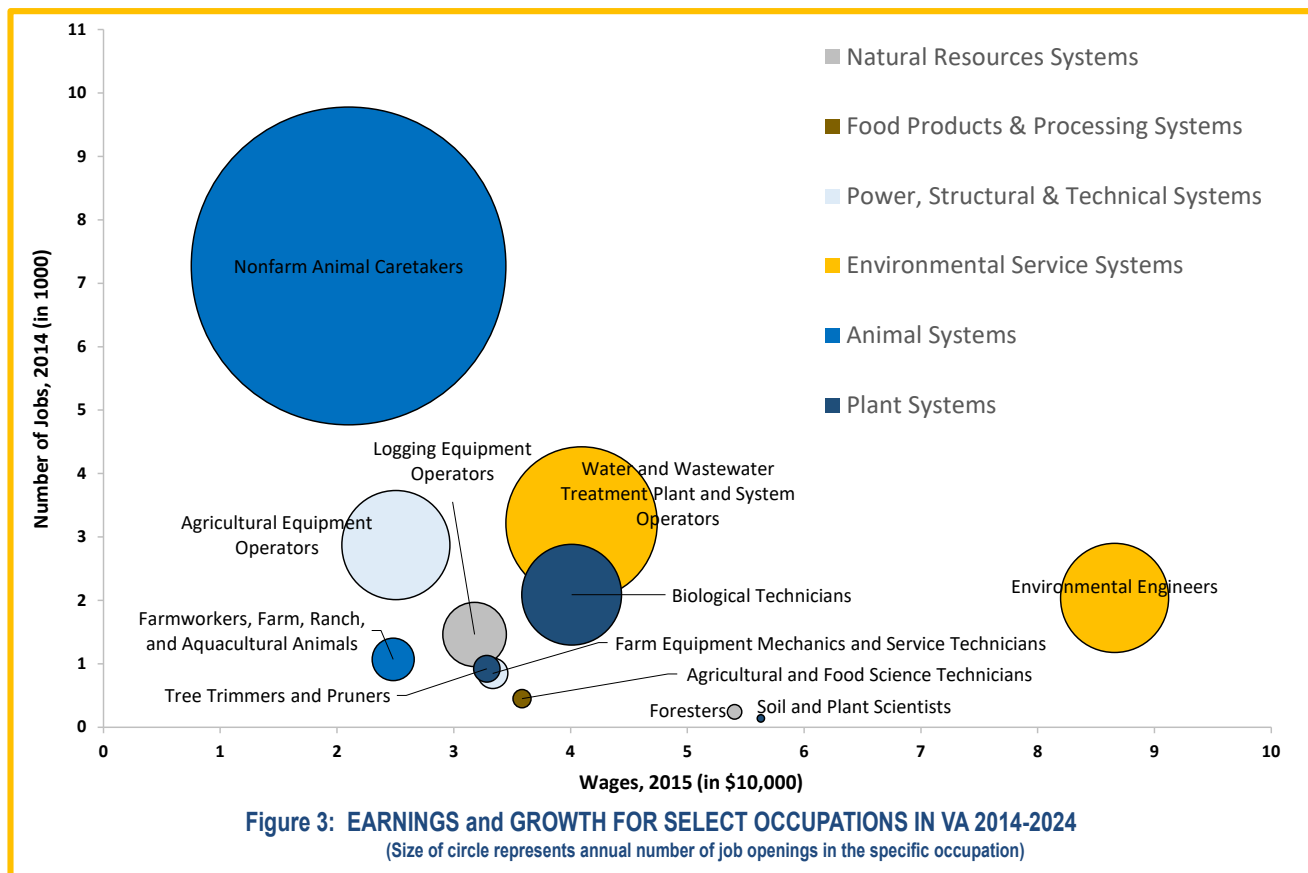 11
10
9
8
7
6
5
4
3
2
1
0
Number of Jobs, 2014 (in 1000)
Natural Resources Systems
Food Products & Processing Systems
Power, Structural & Technical Systems
Environmental Service Systems
Animal Systems
Plant Systems
Nonfarm Animal Caretakers
Logging Equipment
Operators
Water and Wastewater
Treatment Plant and System
Operators
Agricultural Equipment
Operators
Environmental Engineers
Biological Technicians
Farmworkers, Farm, Ranch,
and Aquacultural Animals
Farm Equipment Mechanics and Service Technicians
Agricultural and Food Science Technicians
Tree Trimmers and Pruners
Foresters
Soil and Plant Scientists
0 1 2 3 4 5 6 7 8 9 10
Wages, 2015 (in $10,000)
Figure 3: EARNINGS and GROWTH FOR SELECT OCCUPATIONS IN VA 2014-2024
(Size of circle represents annual number of job openings in the specific occupation)